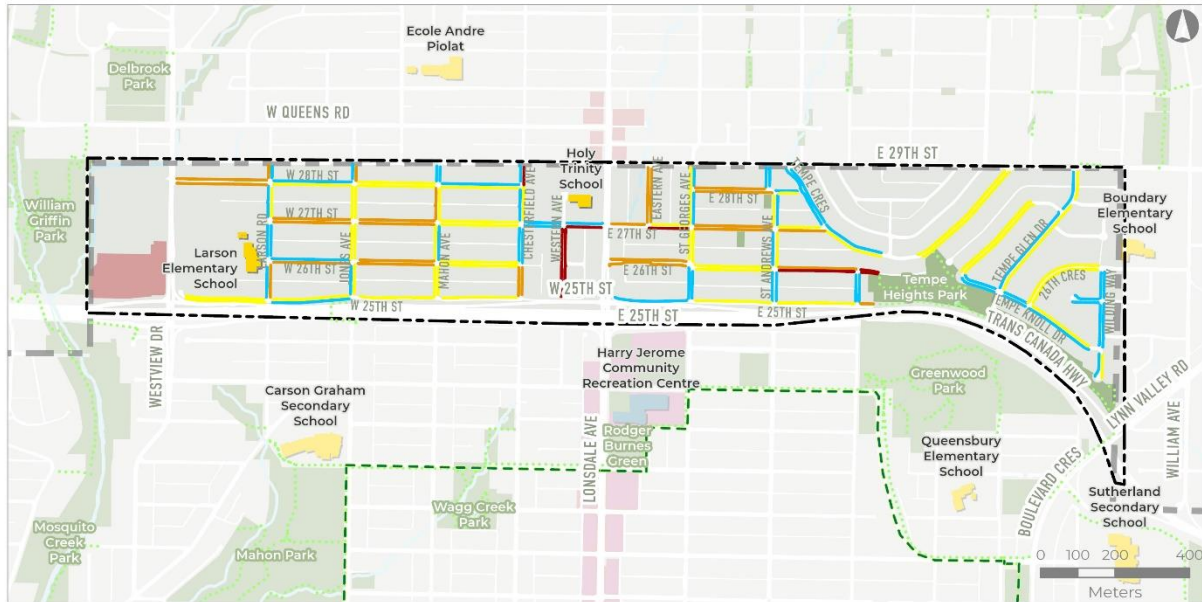 Ecole Andre
Piolat
Delbrook
Park
W QUEENS RD
E 29TH ST
Holy
Trinity
School
W 28TH ST
CHESTERFIELD AVE
EASTERN AVE
TEMPE CRES
Boundary
Elementary
School
William
Griffin
Park
E 28TH ST
ST GEORGES AVE
W 27TH ST
E 27TH ST
WESTERN AVE
LARSON RD
JONES AVE
MAHON AVE
ST ANDREWS AVE
TEMPE GLEN DR
26TH CRES
WILDING WAY
Larson
Elementary
School
W 26TH ST
E 26TH ST
Tempe
Heights Park
W 25TH ST
W 25TH ST
E 25TH ST
E 25TH ST
TEMPE KNOLL DR
TRANS CANADA HWY
WESTVIEW DR
Harry Jerome
Community
Recreation Centre
Greenwood
Park
LYNN VALLEY RD
Carson Graham
Secondary
School
Rodger
Burnes
Green
LONSDALE AVE
Queensbury
Elementary
School
BOULEVARD CRES
WILLIAM AVE
Wagg Creek
Park
Sutherland
Secondary
School
Mosquito
Creek
Park
Mahon Park
0 100 200 400
Meters